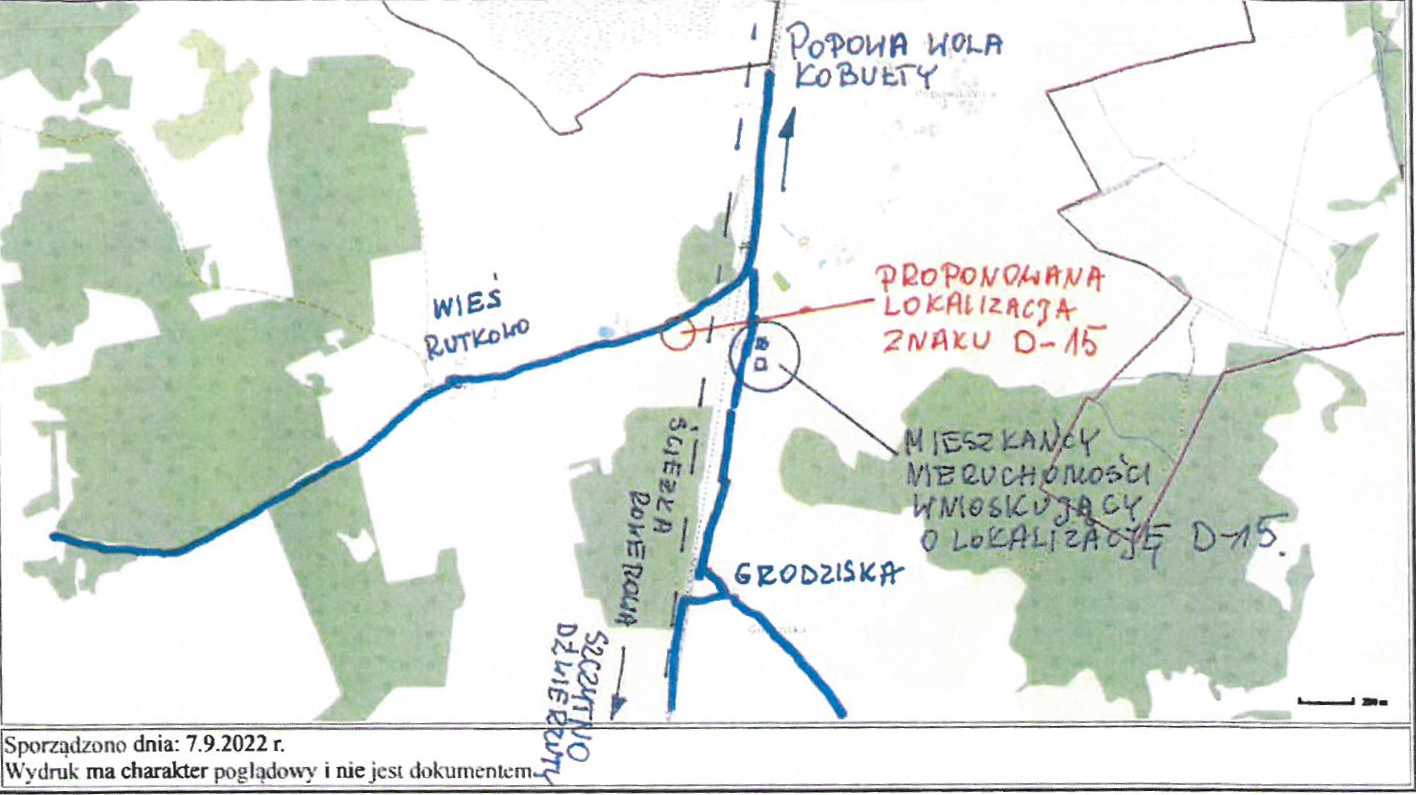 POPOWA WOLA
KOBUŁTY
WIEŚ
RUTKOWO
PROPONOWANA
LOKALIZACJA
ZNAKU D-15
MIESZKAŃCY
NIERUCHOMOŚCI
WNIOSKUJĄCY
O LOKALIZACJĘ D-15.
ŚCIEŻKA
ROWEROWA
GRODZISKA
SZCZYTNO
DŹWIERZUTY
Sporządzono dnia: 7.9.2022 r.
Wydruk ma charakter poglądowy i nie jest dokumentem.